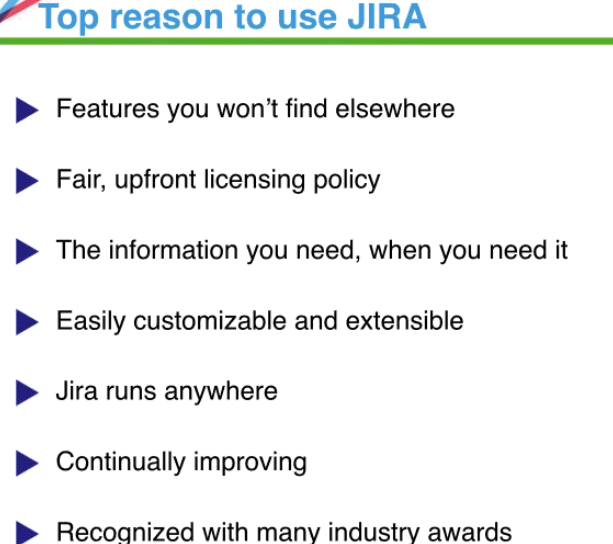 Top reason to use JIRA
Features you won't find elsewhere
Fair, upfront licensing policy
The information you need, when you need it
Easily customizable and extensible
Jira runs anywhere
Continually improving
Recognized with many industry awards